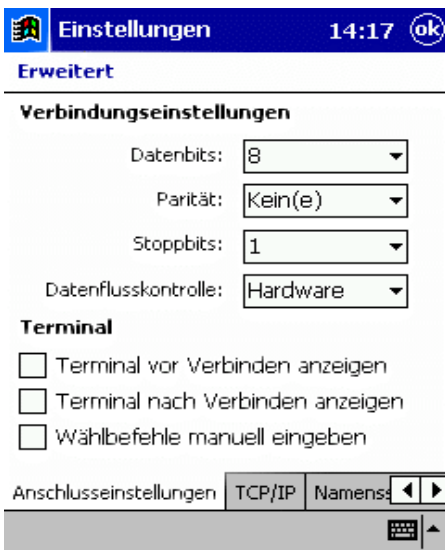 Einstellungen 14:17 ok
Erweitert
Verbindungseinstellungen
Datenbits: 8
Parität: Kein(e)
Stoppbits: 1
Datenflusskontrolle: Hardware
Terminal
Terminal vor Verbinden anzeigen
Terminal nach Verbinden anzeigen
Wählbefehle manuell eingeben
Anschlusseinstellungen TCP/IP Namenss